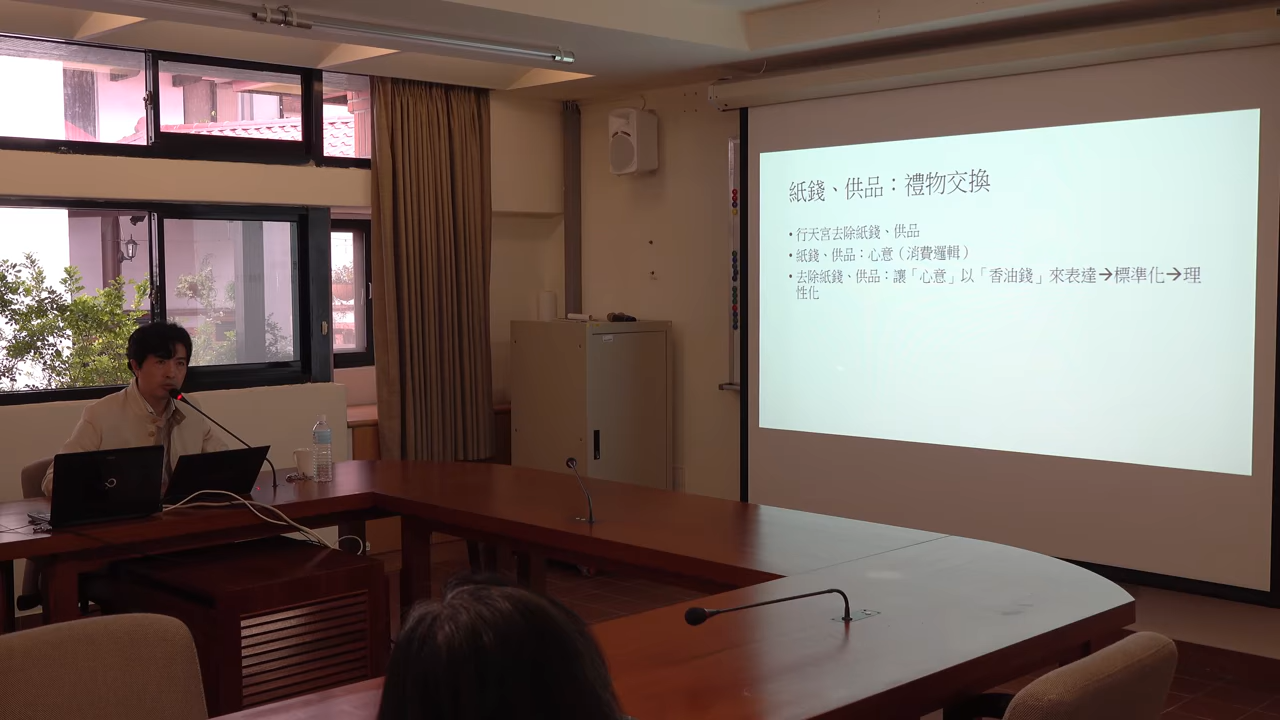 紙錢、供品：禮物交換
• 行天宮去除紙錢、供品
• 紙錢、供品：心意（消費邏輯）
• 去除紙錢、供品：讓「心意」以「香油錢」來表達→標準化→理
性化